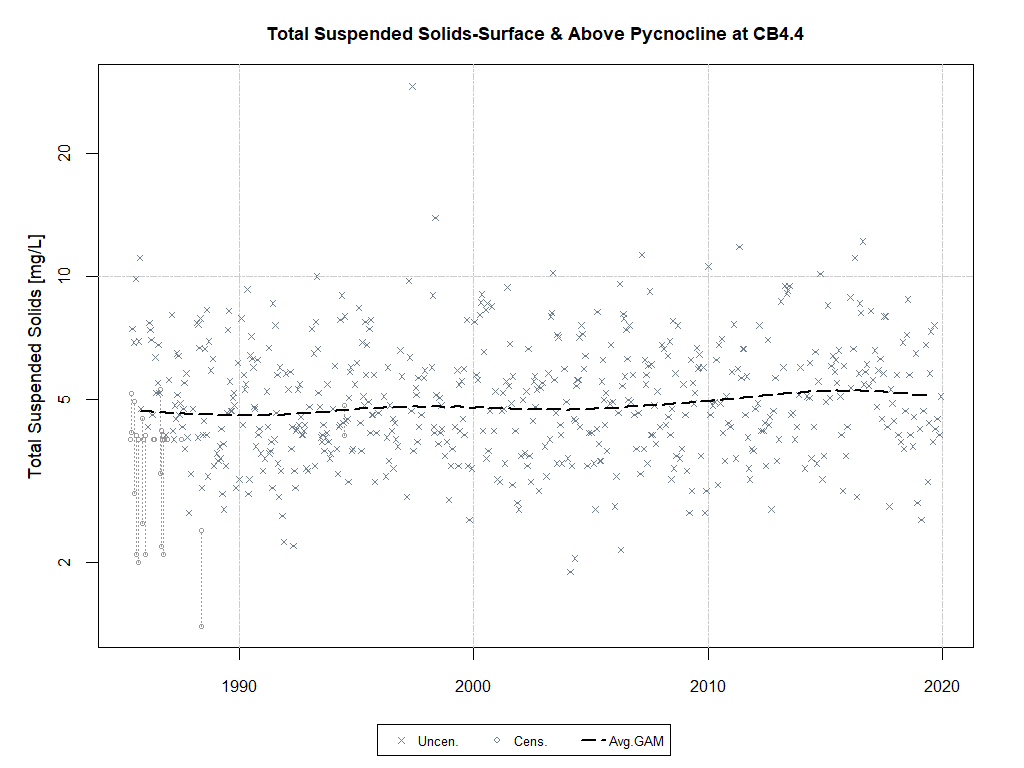 Total Suspended Solids-Surface & Above Pycnocline at CB4.4
Total Suspended Solids [mg/L]
20
10
5
2
1990 2000 2010 2020
Uncen. Cens. Avg.GAM